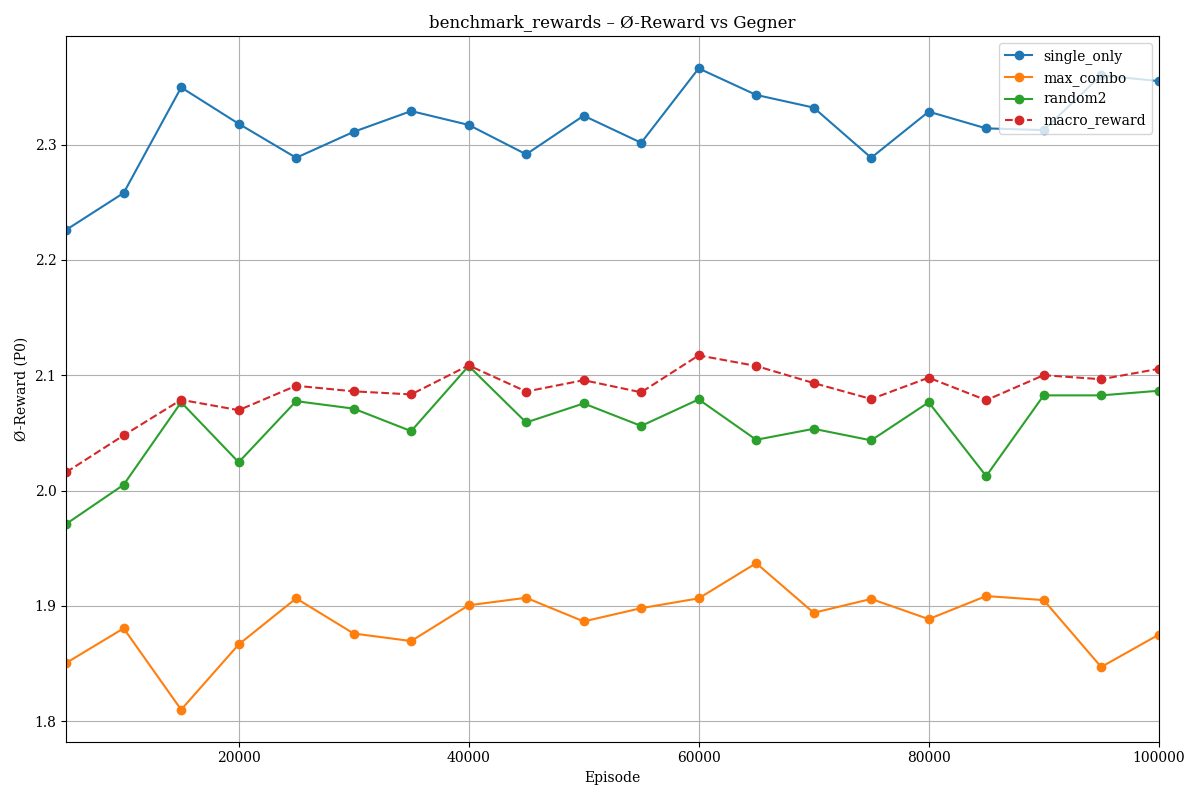 benchmark_rewards – Ø-Reward vs Gegner
single_only
max_combo
random2
macro_reward
Ø-Reward (P0)
2.3
2.2
2.1
2.0
1.9
1.8
20000 40000 60000 80000 100000
Episode